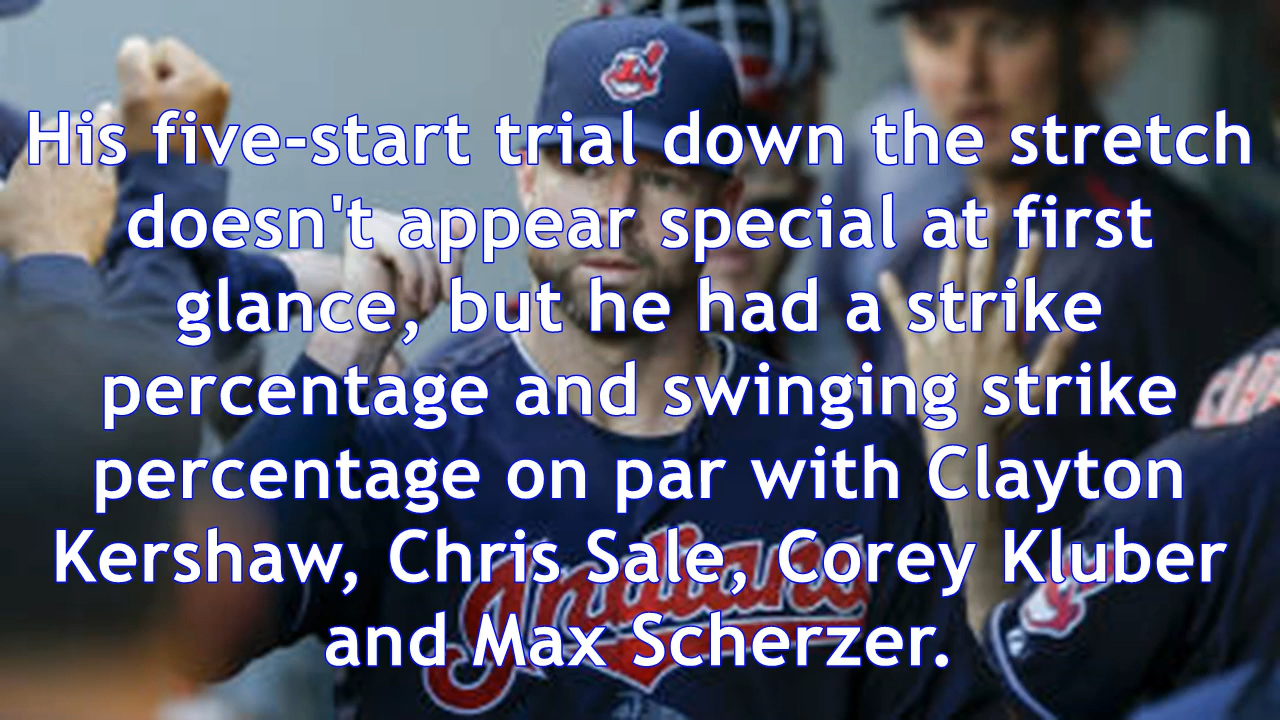 His five-start trial down the stretch
doesn't appear special at first
glance, but he had a strike
percentage and swinging strike
percentage on par with Clayton
Kershaw, Chris Sale, Corey Kluber
and Max Scherzer.
Indians